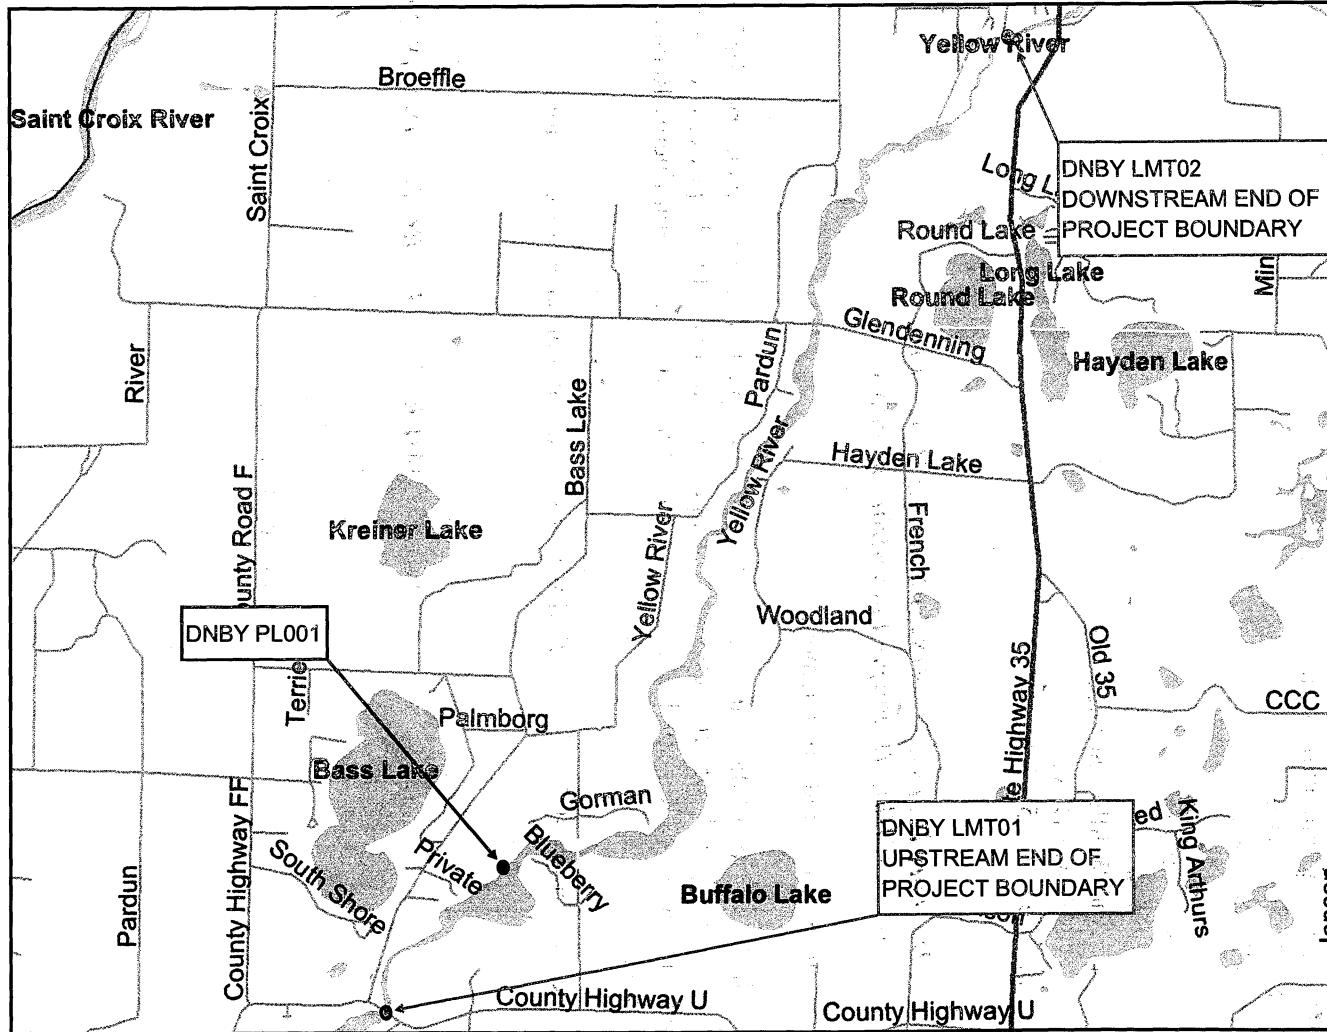 Yellow River
Broeffle
Saint Croix River
Saint Croix
Long L
DNBY LMT02
DOWNSTREAM END OF
PROJECT BOUNDARY
Round Lake
Long Lake
Round Lake
Min
Glendenning
Pardun
River
Hayden Lake
Bass Lake
Yellow River
Hayden Lake
County Road F
Kreiner Lake
French
Yellow River
DNBY PL001
Woodland
Old 35
Terrie
Palmborg
te Highway 35
CCC
Bass Lake
Gorman
DNBY LMT01
UPSTREAM END OF
PROJECT BOUNDARY
ed
King Arthurs
County Highway FF
South Shore
Private
Blueberry
Buffalo Lake
Pardun
County Highway U
County Highway U